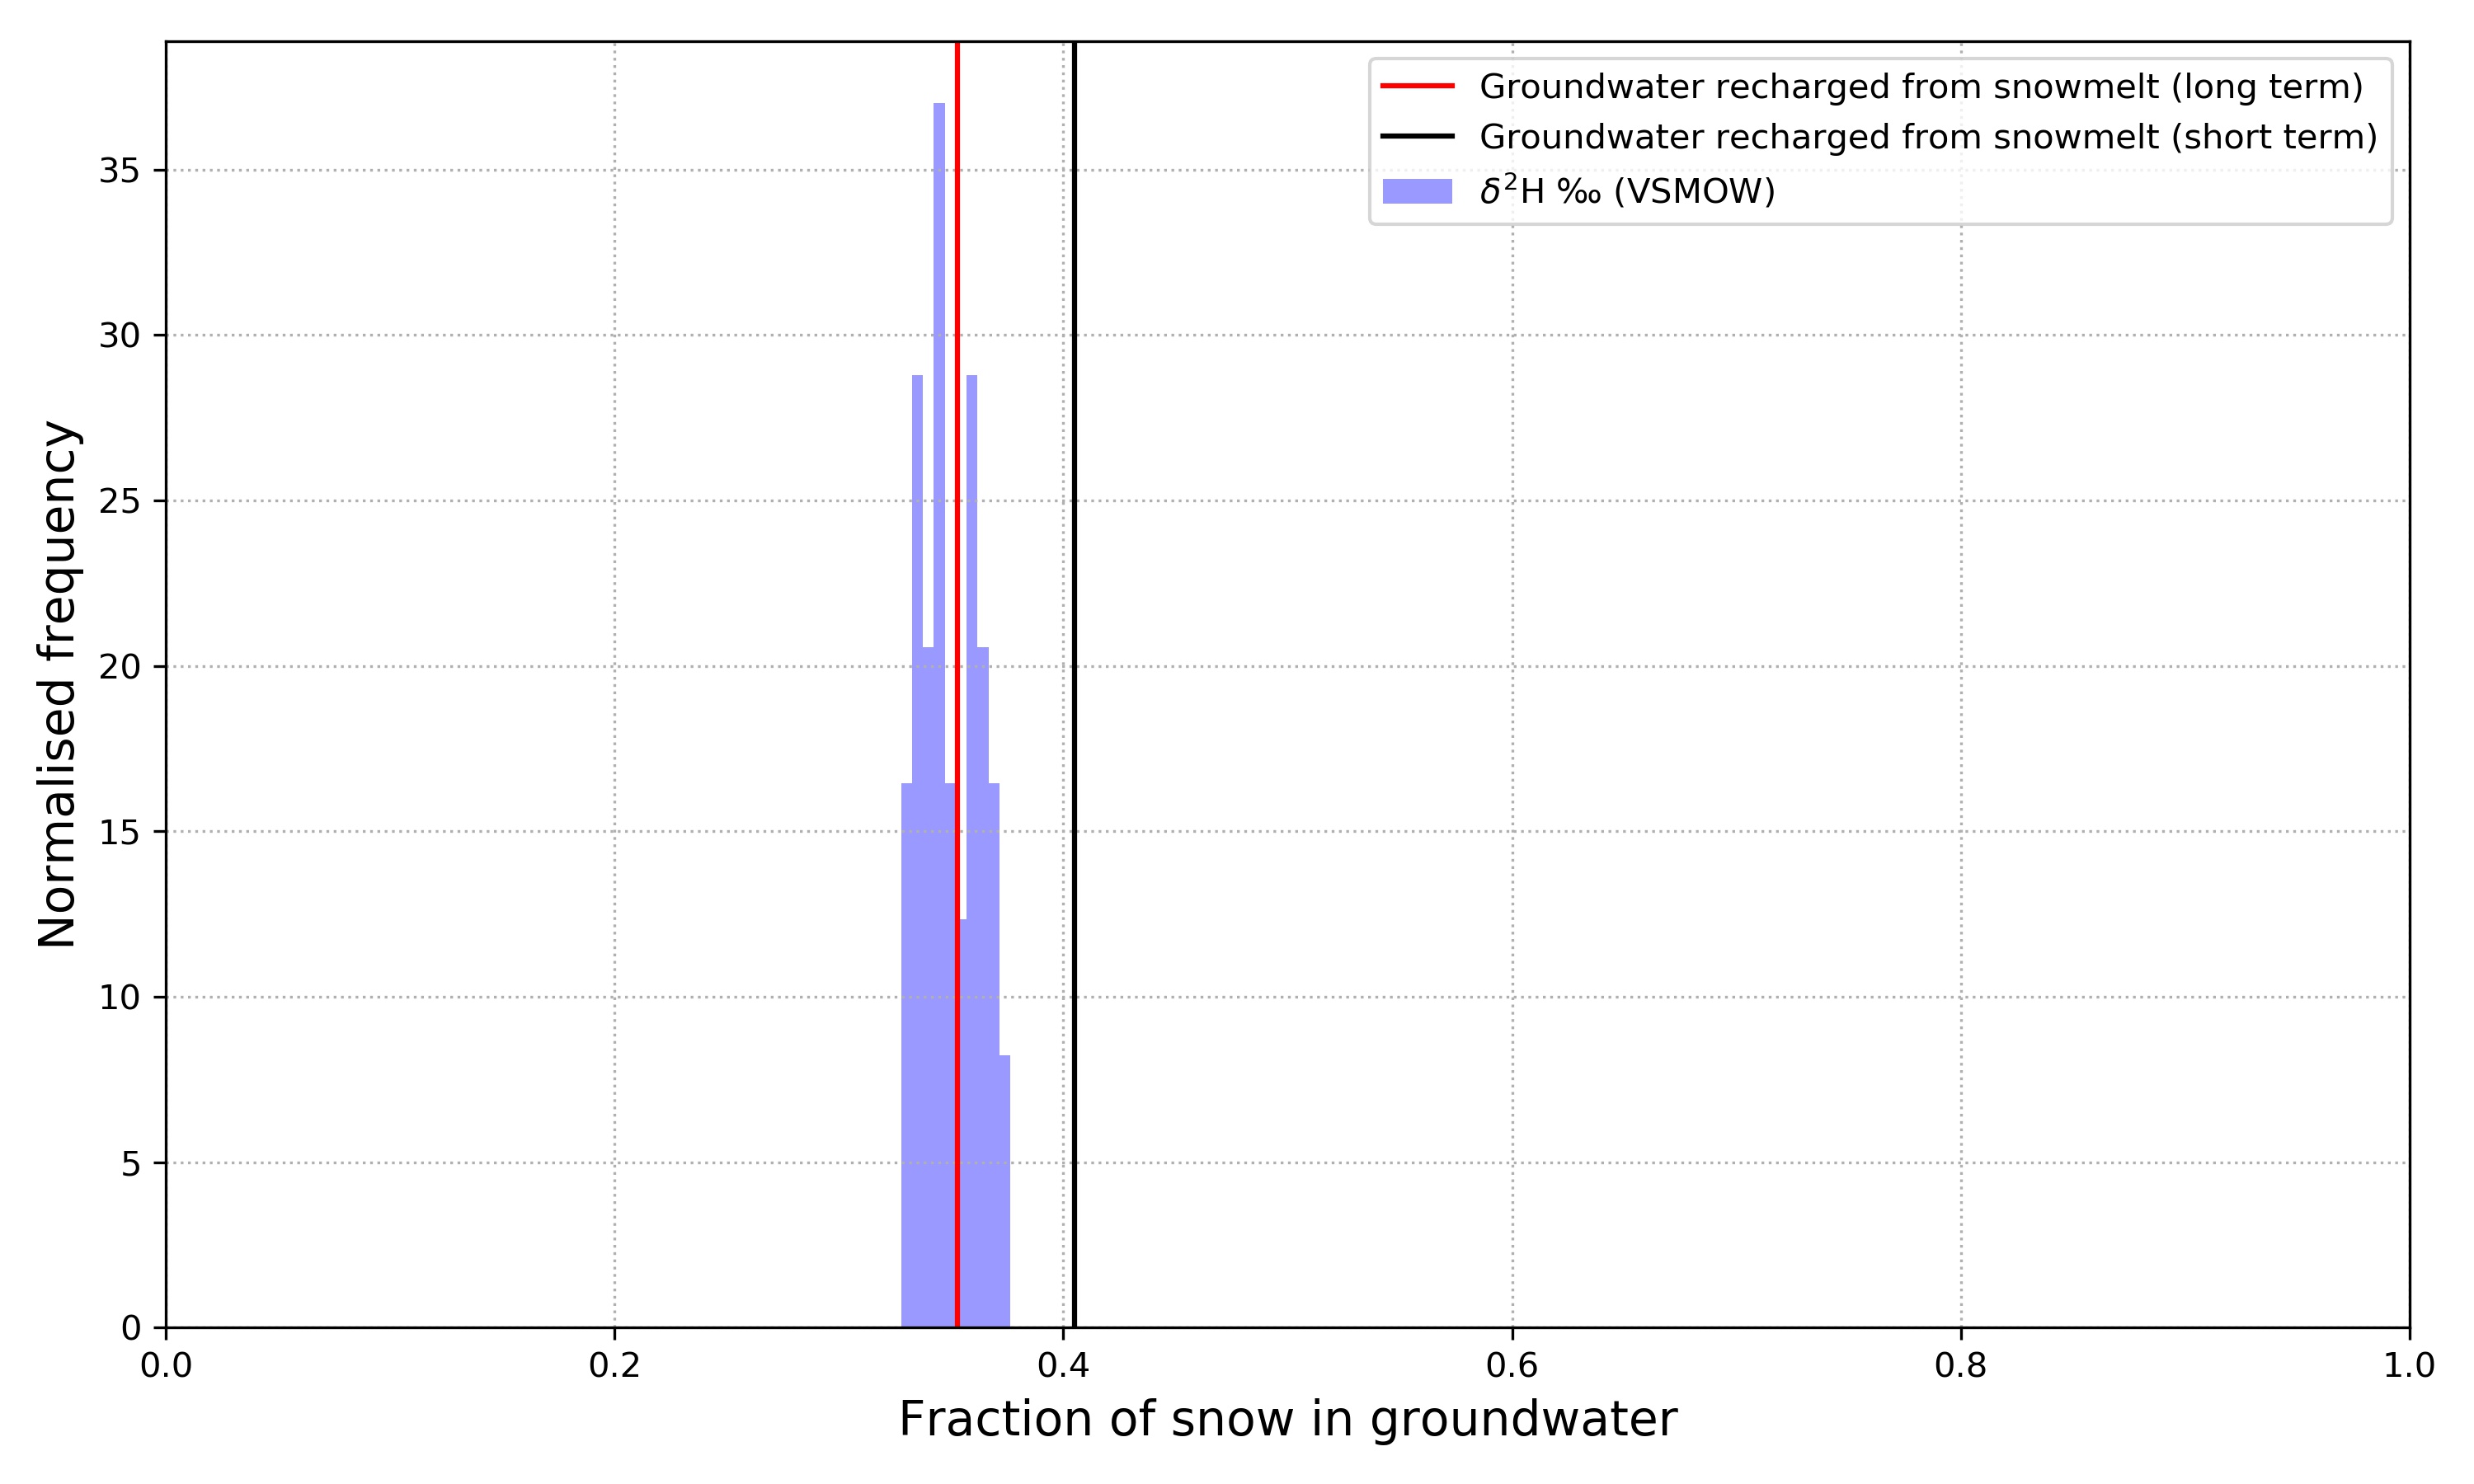 Groundwater recharged from snowmelt (long term)
Groundwater recharged from snowmelt (short term)
δ²H ‰ (VSMOW)
Normalised frequency
35
30
25
20
15
10
5
0
0.0 0.2 0.4 0.6 0.8 1.0
Fraction of snow in groundwater